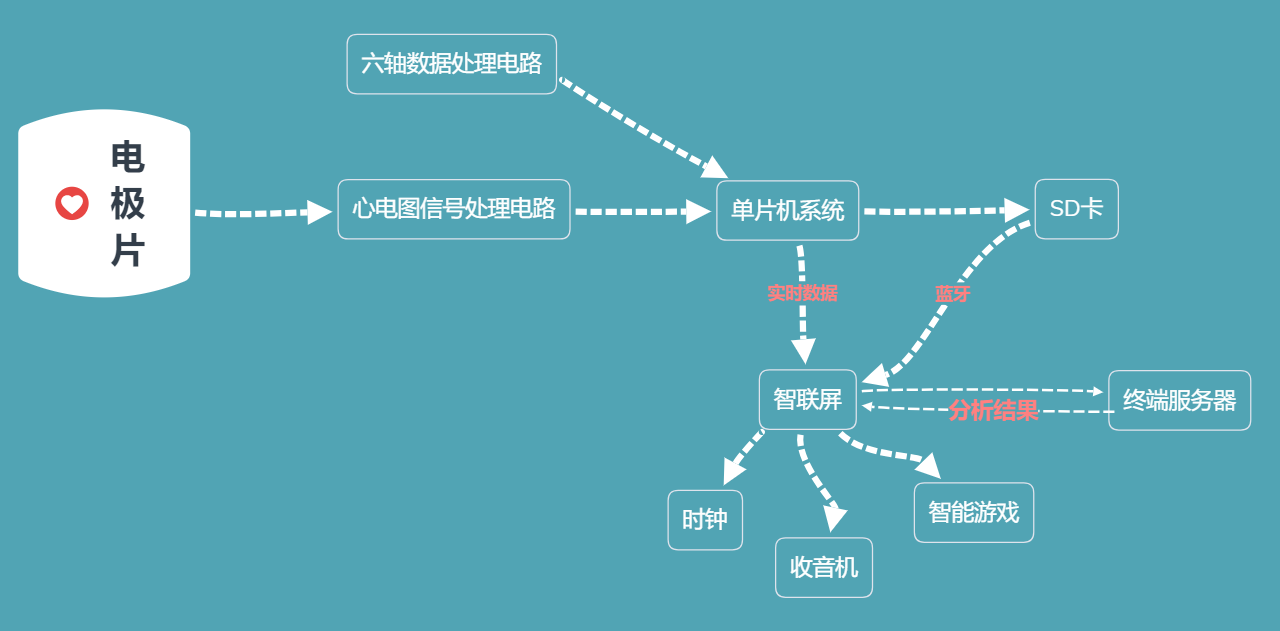 六轴数据处理电路
电
极
片
心电图信号处理电路
单片机系统
SD卡
实时数据
蓝牙
智联屏
终端服务器
分析结果
时钟
智能游戏
收音机